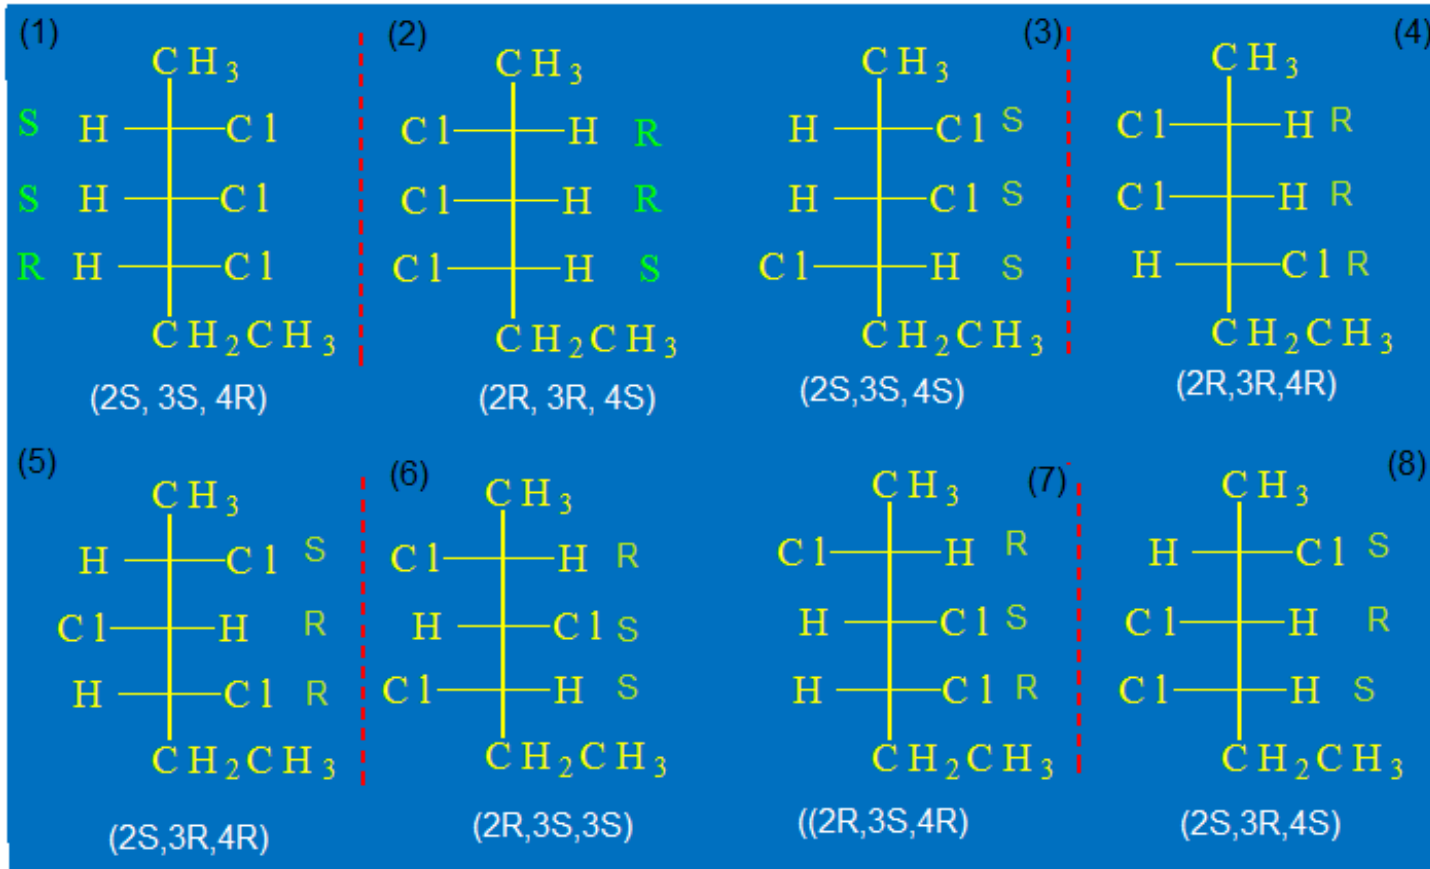 (1) (2) (3) (4)
CH3 CH3 CH3 CH3
S H Cl Cl H R H Cl S Cl H R
S H Cl Cl H R H Cl S Cl H R
R H Cl Cl H S Cl H S H Cl R
CH2CH3 CH2CH3 CH2CH3 CH2CH3
(2S, 3S, 4R) (2R, 3R, 4S) (2S,3S,4S) (2R,3R,4R)
(5) (6) (7) (8)
CH3 CH3 CH3 CH3
H Cl S Cl H R Cl H R H Cl S
Cl H R H Cl S H Cl S Cl H R
H Cl R Cl H S H Cl R Cl H S
CH2CH3 CH2CH3 CH2CH3 CH2CH3
(2S,3R,4R) (2R,3S,3S) ((2R,3S,4R) (2S,3R,4S)